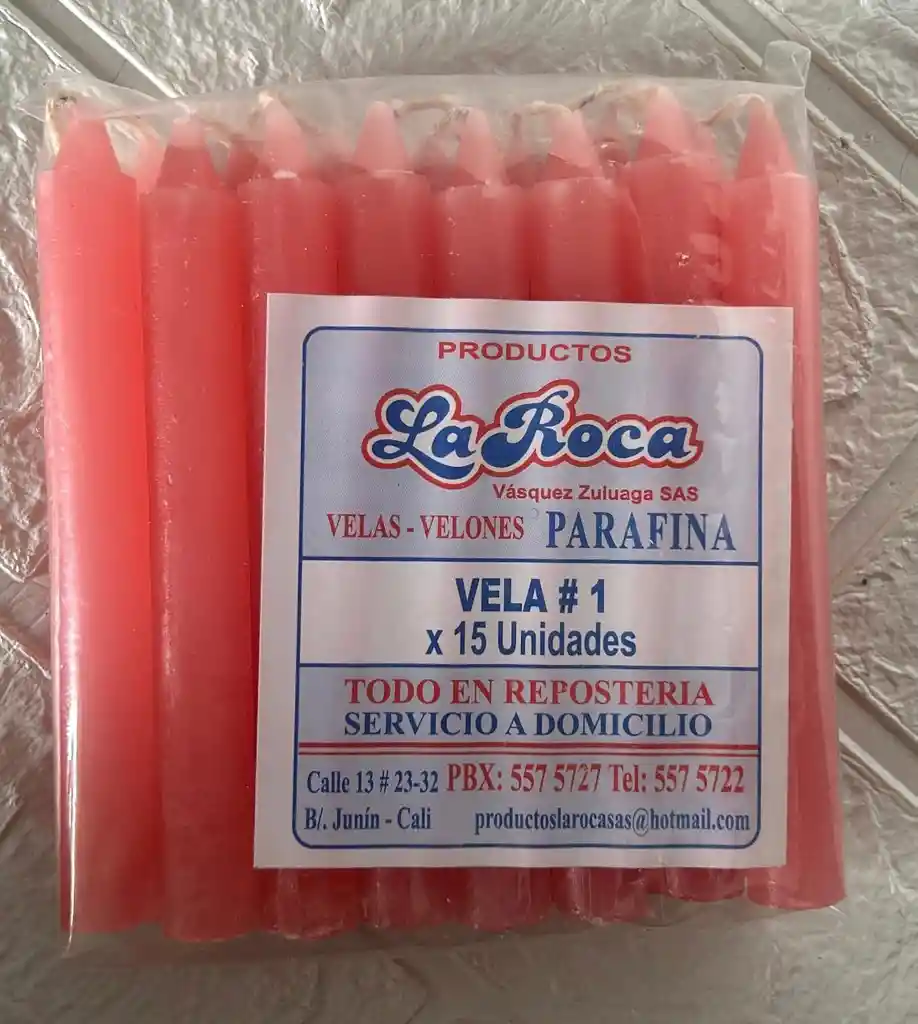 PRODUCTOS
La Roca
Vásquez Zuluaga SAS
VELAS - VELONES PARAFINA
VELA # 1
x 15 Unidades
TODO EN REPOSTERIA
SERVICIO A DOMICILIO
Calle 13 # 23-32 PBX: 557 5727 Tel: 557 5722
B/. Junín - Cali productoslarocasas@hotmail.com